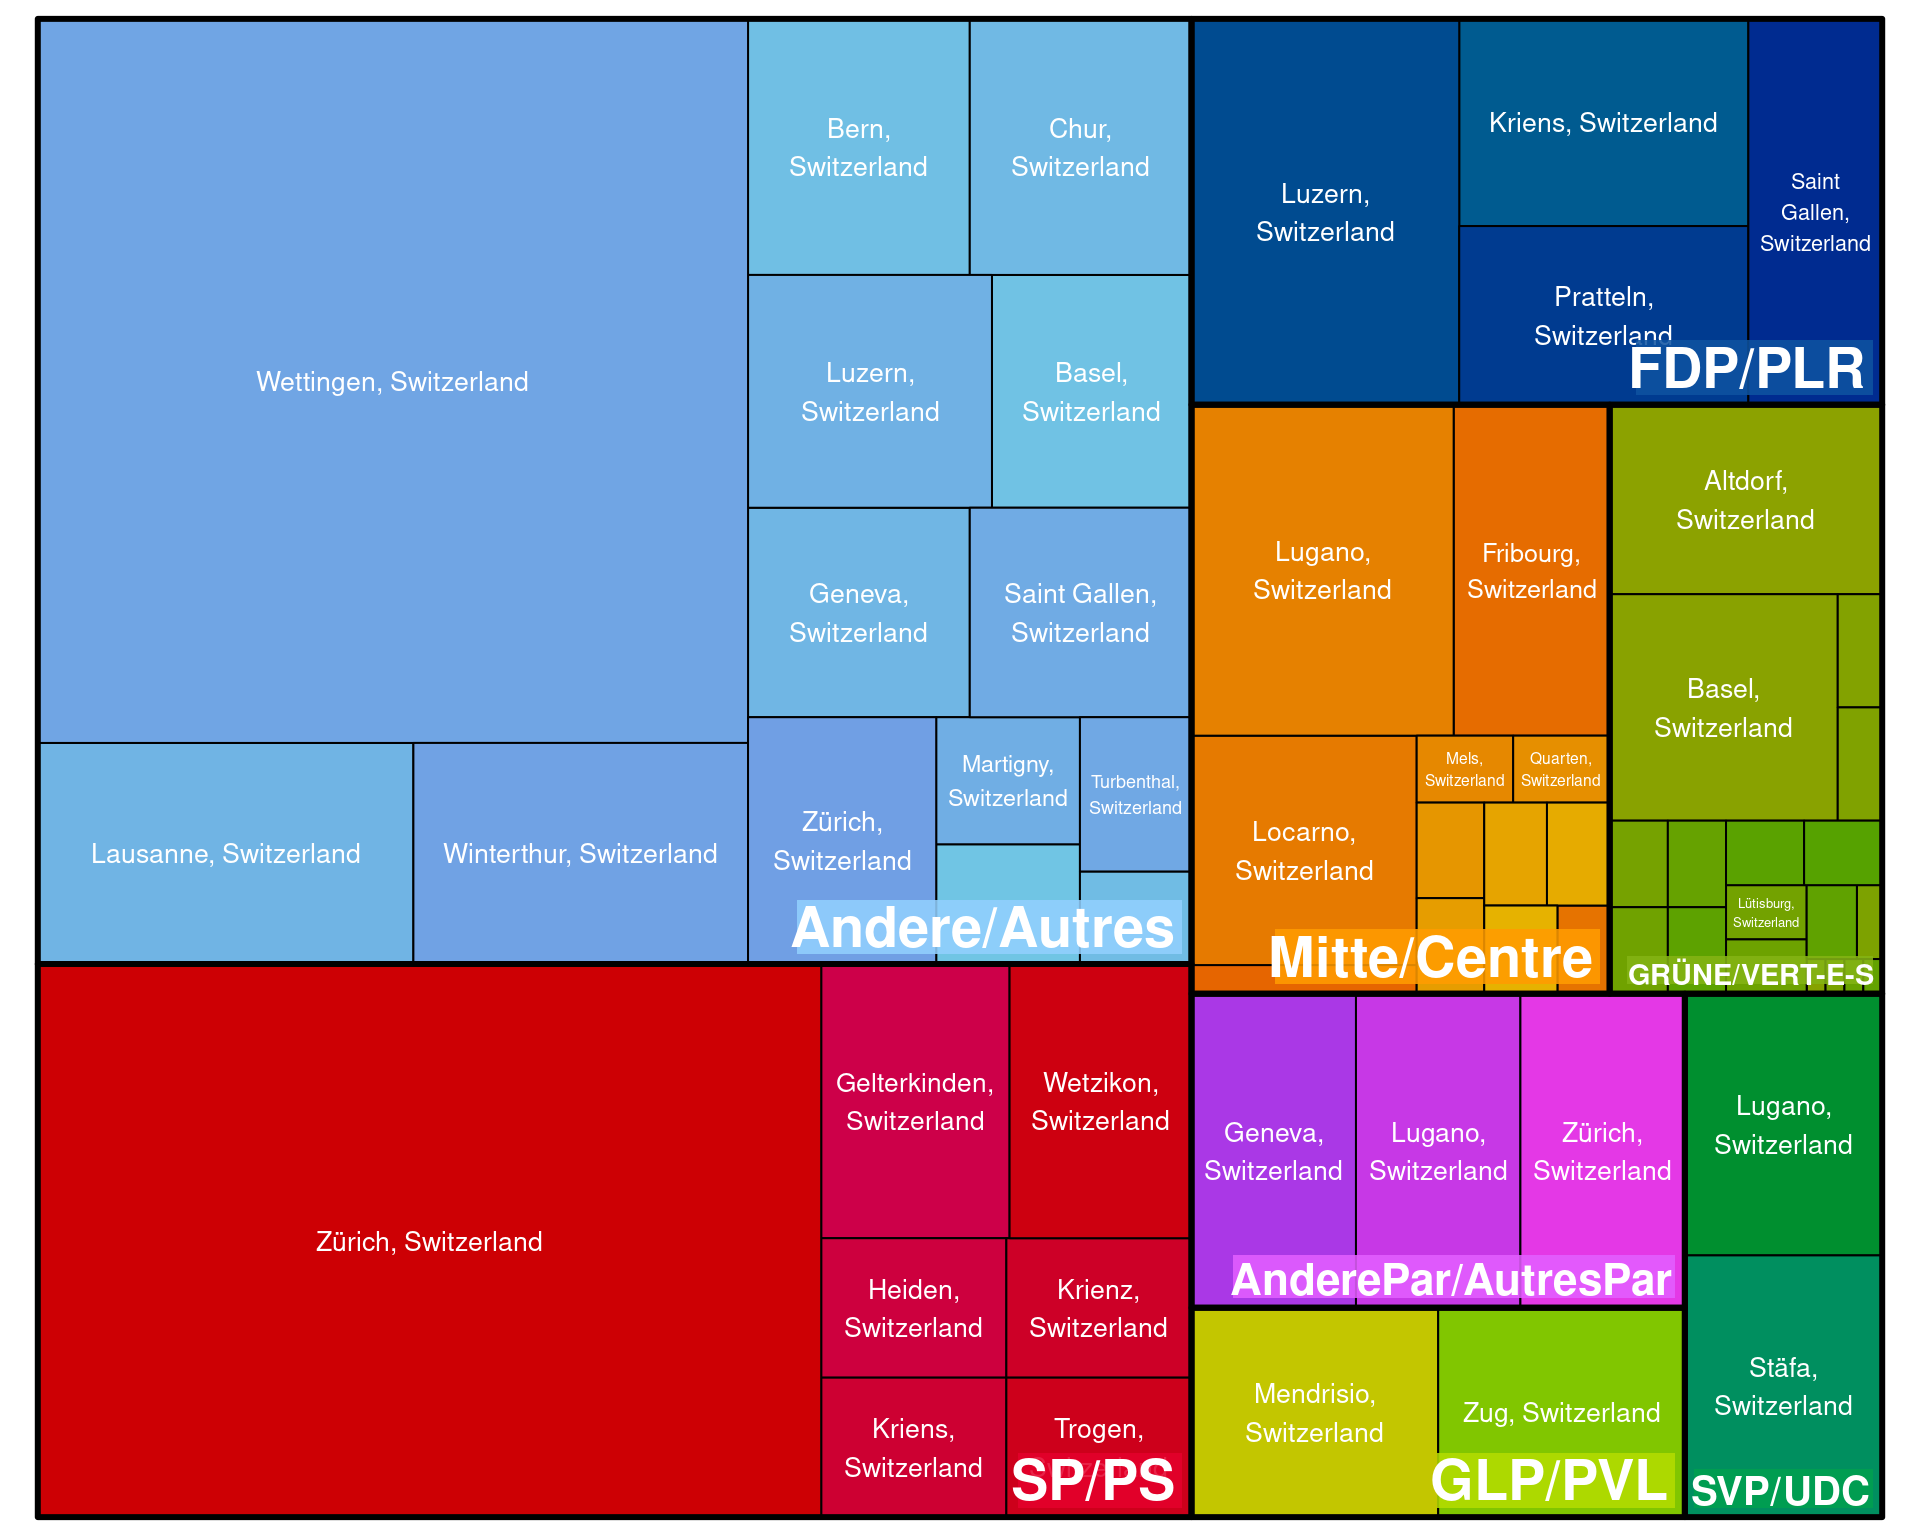 Wettingen, Switzerland
Bern,
Switzerland
Chur,
Switzerland
Luzern,
Switzerland
Basel,
Switzerland
Geneva,
Switzerland
Saint Gallen,
Switzerland
Lausanne, Switzerland
Winterthur, Switzerland
Zürich,
Switzerland
Martigny,
Switzerland
Turbenthal,
Switzerland
Andere/Autres
Zürich, Switzerland
Gelterkinden,
Switzerland
Wetzikon,
Switzerland
Heiden,
Switzerland
Krienz,
Switzerland
Kriens,
Switzerland
Trogen,
SP/PS
Luzern,
Switzerland
Kriens, Switzerland
Pratteln,
Switzerland
Saint
Gallen,
Switzerland
FDP/PLR
Lugano,
Switzerland
Fribourg,
Switzerland
Locarno,
Switzerland
Mels,
Switzerland
Quarten,
Switzerland
Mitte/Centre
Altdorf,
Switzerland
Basel,
Switzerland
Lütisburg,
Switzerland
GRÜNE/VERT-E-S
Geneva,
Switzerland
Lugano,
Switzerland
Zürich,
Switzerland
AnderePar/AutresPar
Mendrisio,
Switzerland
Zug, Switzerland
GLP/PVL
Lugano,
Switzerland
Stäfa,
Switzerland
SVP/UDC